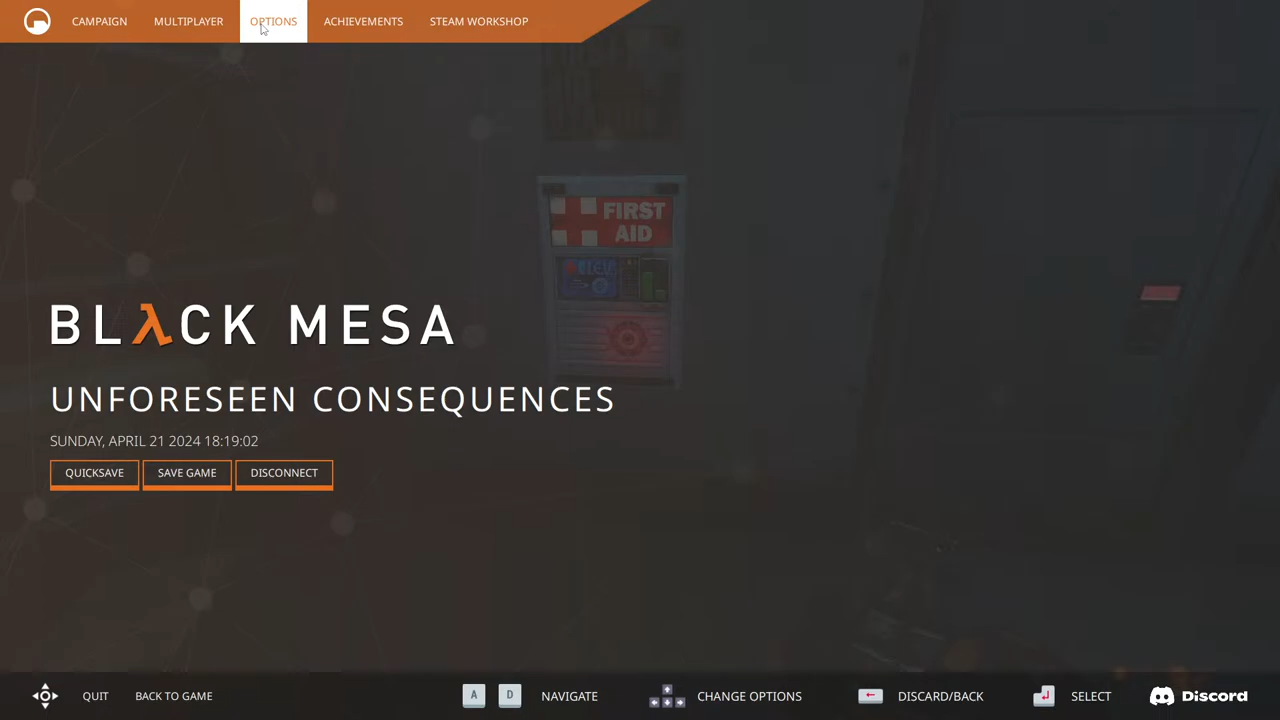 CAMPAIGN MULTIPLAYER OPTIONS ACHIEVEMENTS STEAM WORKSHOP
FIRST
AID
BLλCK MESA
UNFORESEEN CONSEQUENCES
SUNDAY, APRIL 21 2024 18:19:02
QUICKSAVE SAVE GAME DISCONNECT
QUIT BACK TO GAME A D NAVIGATE CHANGE OPTIONS DISCARD/BACK SELECT Discord